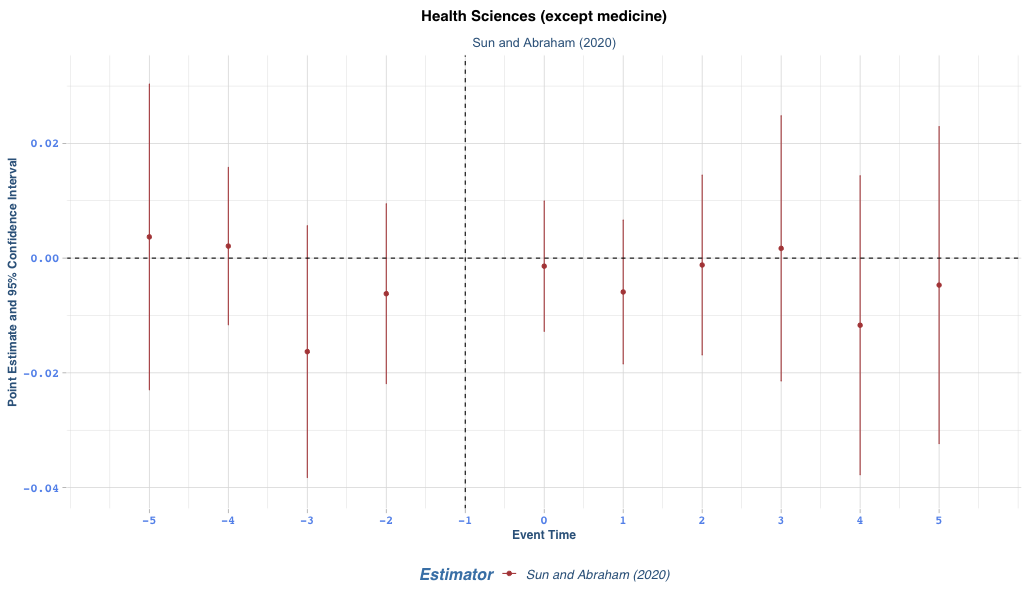 Health Sciences (except medicine)
Sun and Abraham (2020)
Point Estimate and 95% Confidence Interval
0.02
0.00
−0.02
−0.04
−5 −4 −3 −2 −1 0 1 2 3 4 5
Event Time
Estimator Sun and Abraham (2020)